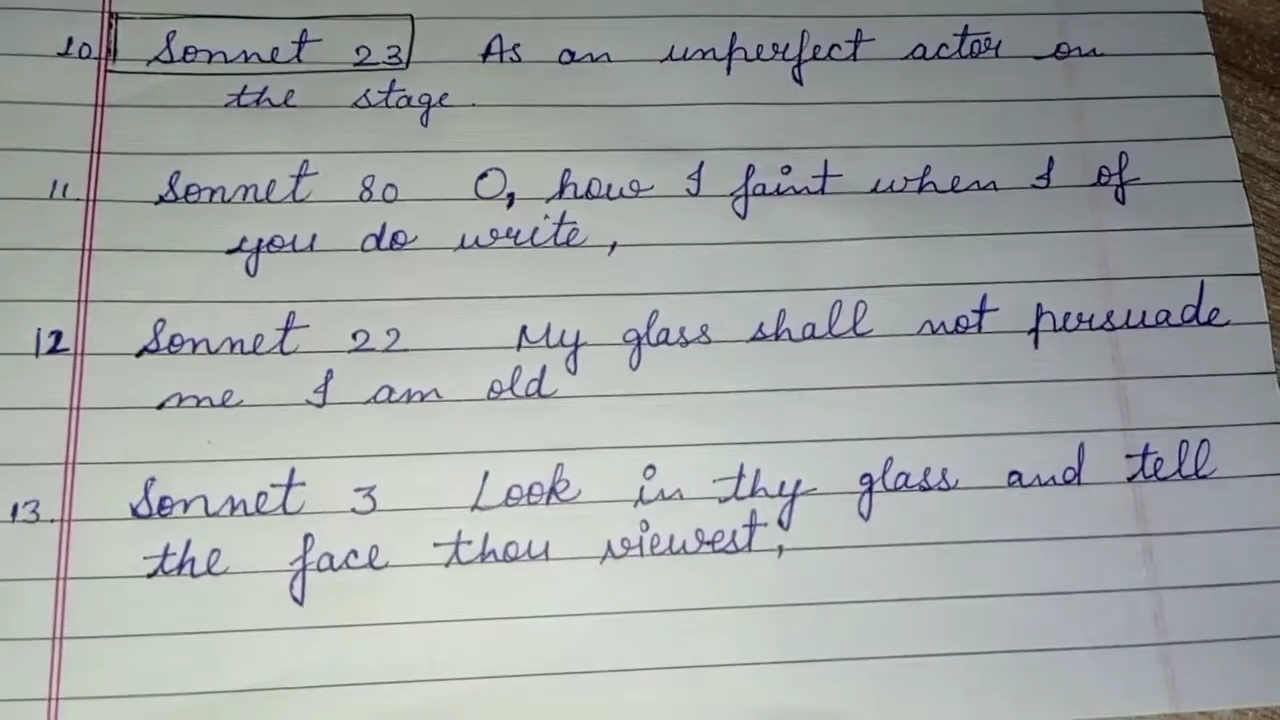 10. Sonnet 23 As an unperfect actor on
the stage.
11. Sonnet 80 O, how I faint when I of
you do write,
12 Sonnet 22 My glass shall not persuade
me I am old
13. Sonnet 3 Look in thy glass and tell
the face thou viewest,